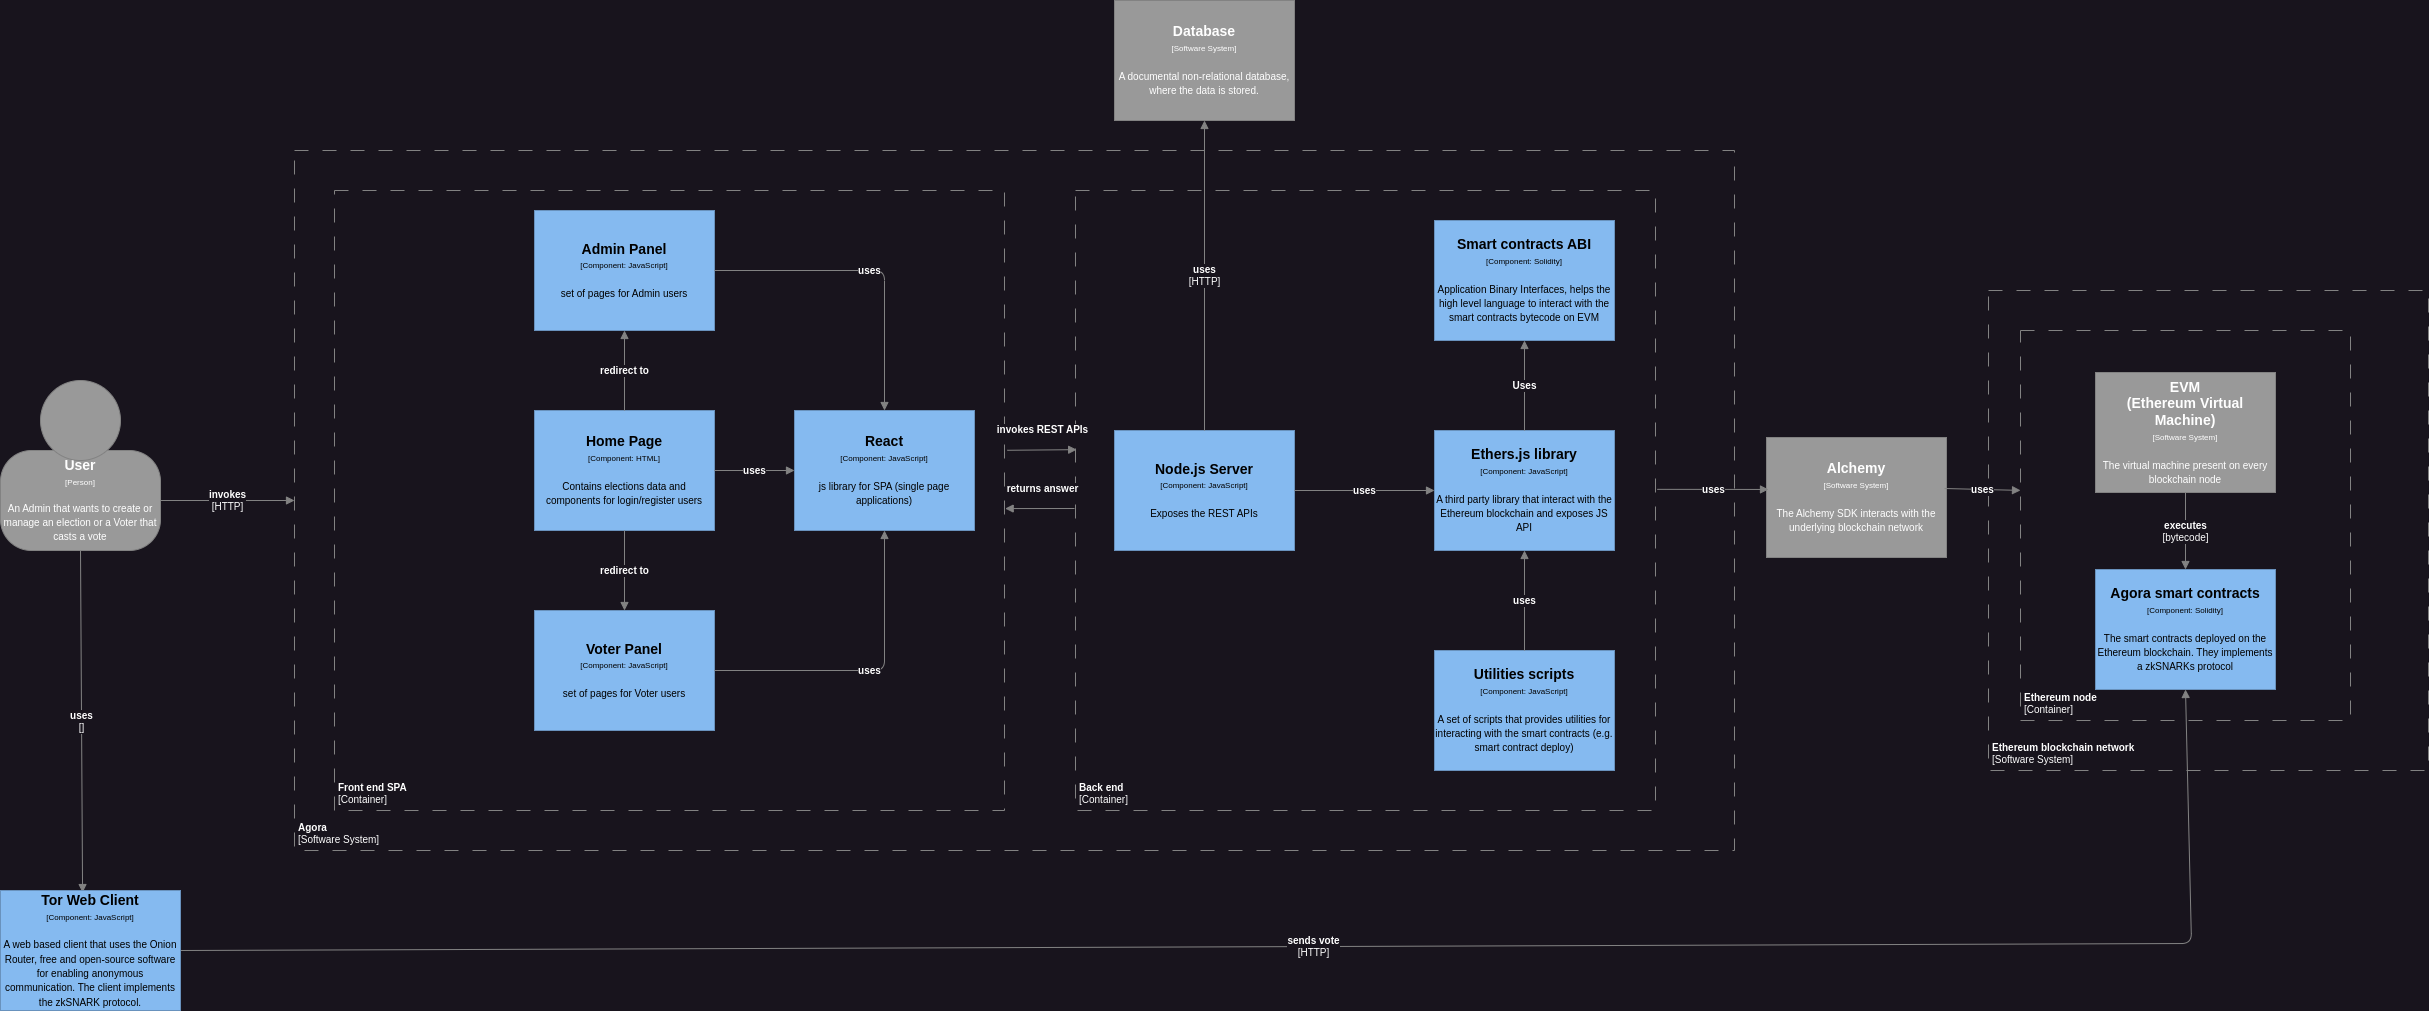 Database
[Software System]
A documental non-relational database,
where the data is stored.
uses
[HTTP]
User
[Person]
An Admin that wants to create or
manage an election or a Voter that
casts a vote
invokes
[HTTP]
uses
[]
Admin Panel
[Component: JavaScript]
set of pages for Admin users
uses
redirect to
Home Page
[Component: HTML]
Contains elections data and
components for login/register users
uses
React
[Component: JavaScript]
js library for SPA (single page
applications)
redirect to
Voter Panel
[Component: JavaScript]
set of pages for Voter users
uses
Front end SPA
[Container]
Agora
[Software System]
invokes REST APIs
returns answer
Node.js Server
[Component: JavaScript]
Exposes the REST APIs
uses
Smart contracts ABI
[Component: Solidity]
Application Binary Interfaces, helps the
high level language to interact with the
smart contracts bytecode on EVM
Uses
Ethers.js library
[Component: JavaScript]
A third party library that interact with the
Ethereum blockchain and exposes JS
API
uses
Utilities scripts
[Component: JavaScript]
A set of scripts that provides utilities for
interacting with the smart contracts (e.g.
smart contract deploy)
Back end
[Container]
uses
Alchemy
[Software System]
The Alchemy SDK interacts with the
underlying blockchain network
uses
EVM
(Ethereum Virtual
Machine)
[Software System]
The virtual machine present on every
blockchain node
executes
[bytecode]
Agora smart contracts
[Component: Solidity]
The smart contracts deployed on the
Ethereum blockchain. They implements
a zkSNARKs protocol
Ethereum node
[Container]
Ethereum blockchain network
[Software System]
Tor Web Client
[Component: JavaScript]
A web based client that uses the Onion
Router, free and open-source software
for enabling anonymous
communication. The client implements
the zkSNARK protocol.
sends vote
[HTTP]